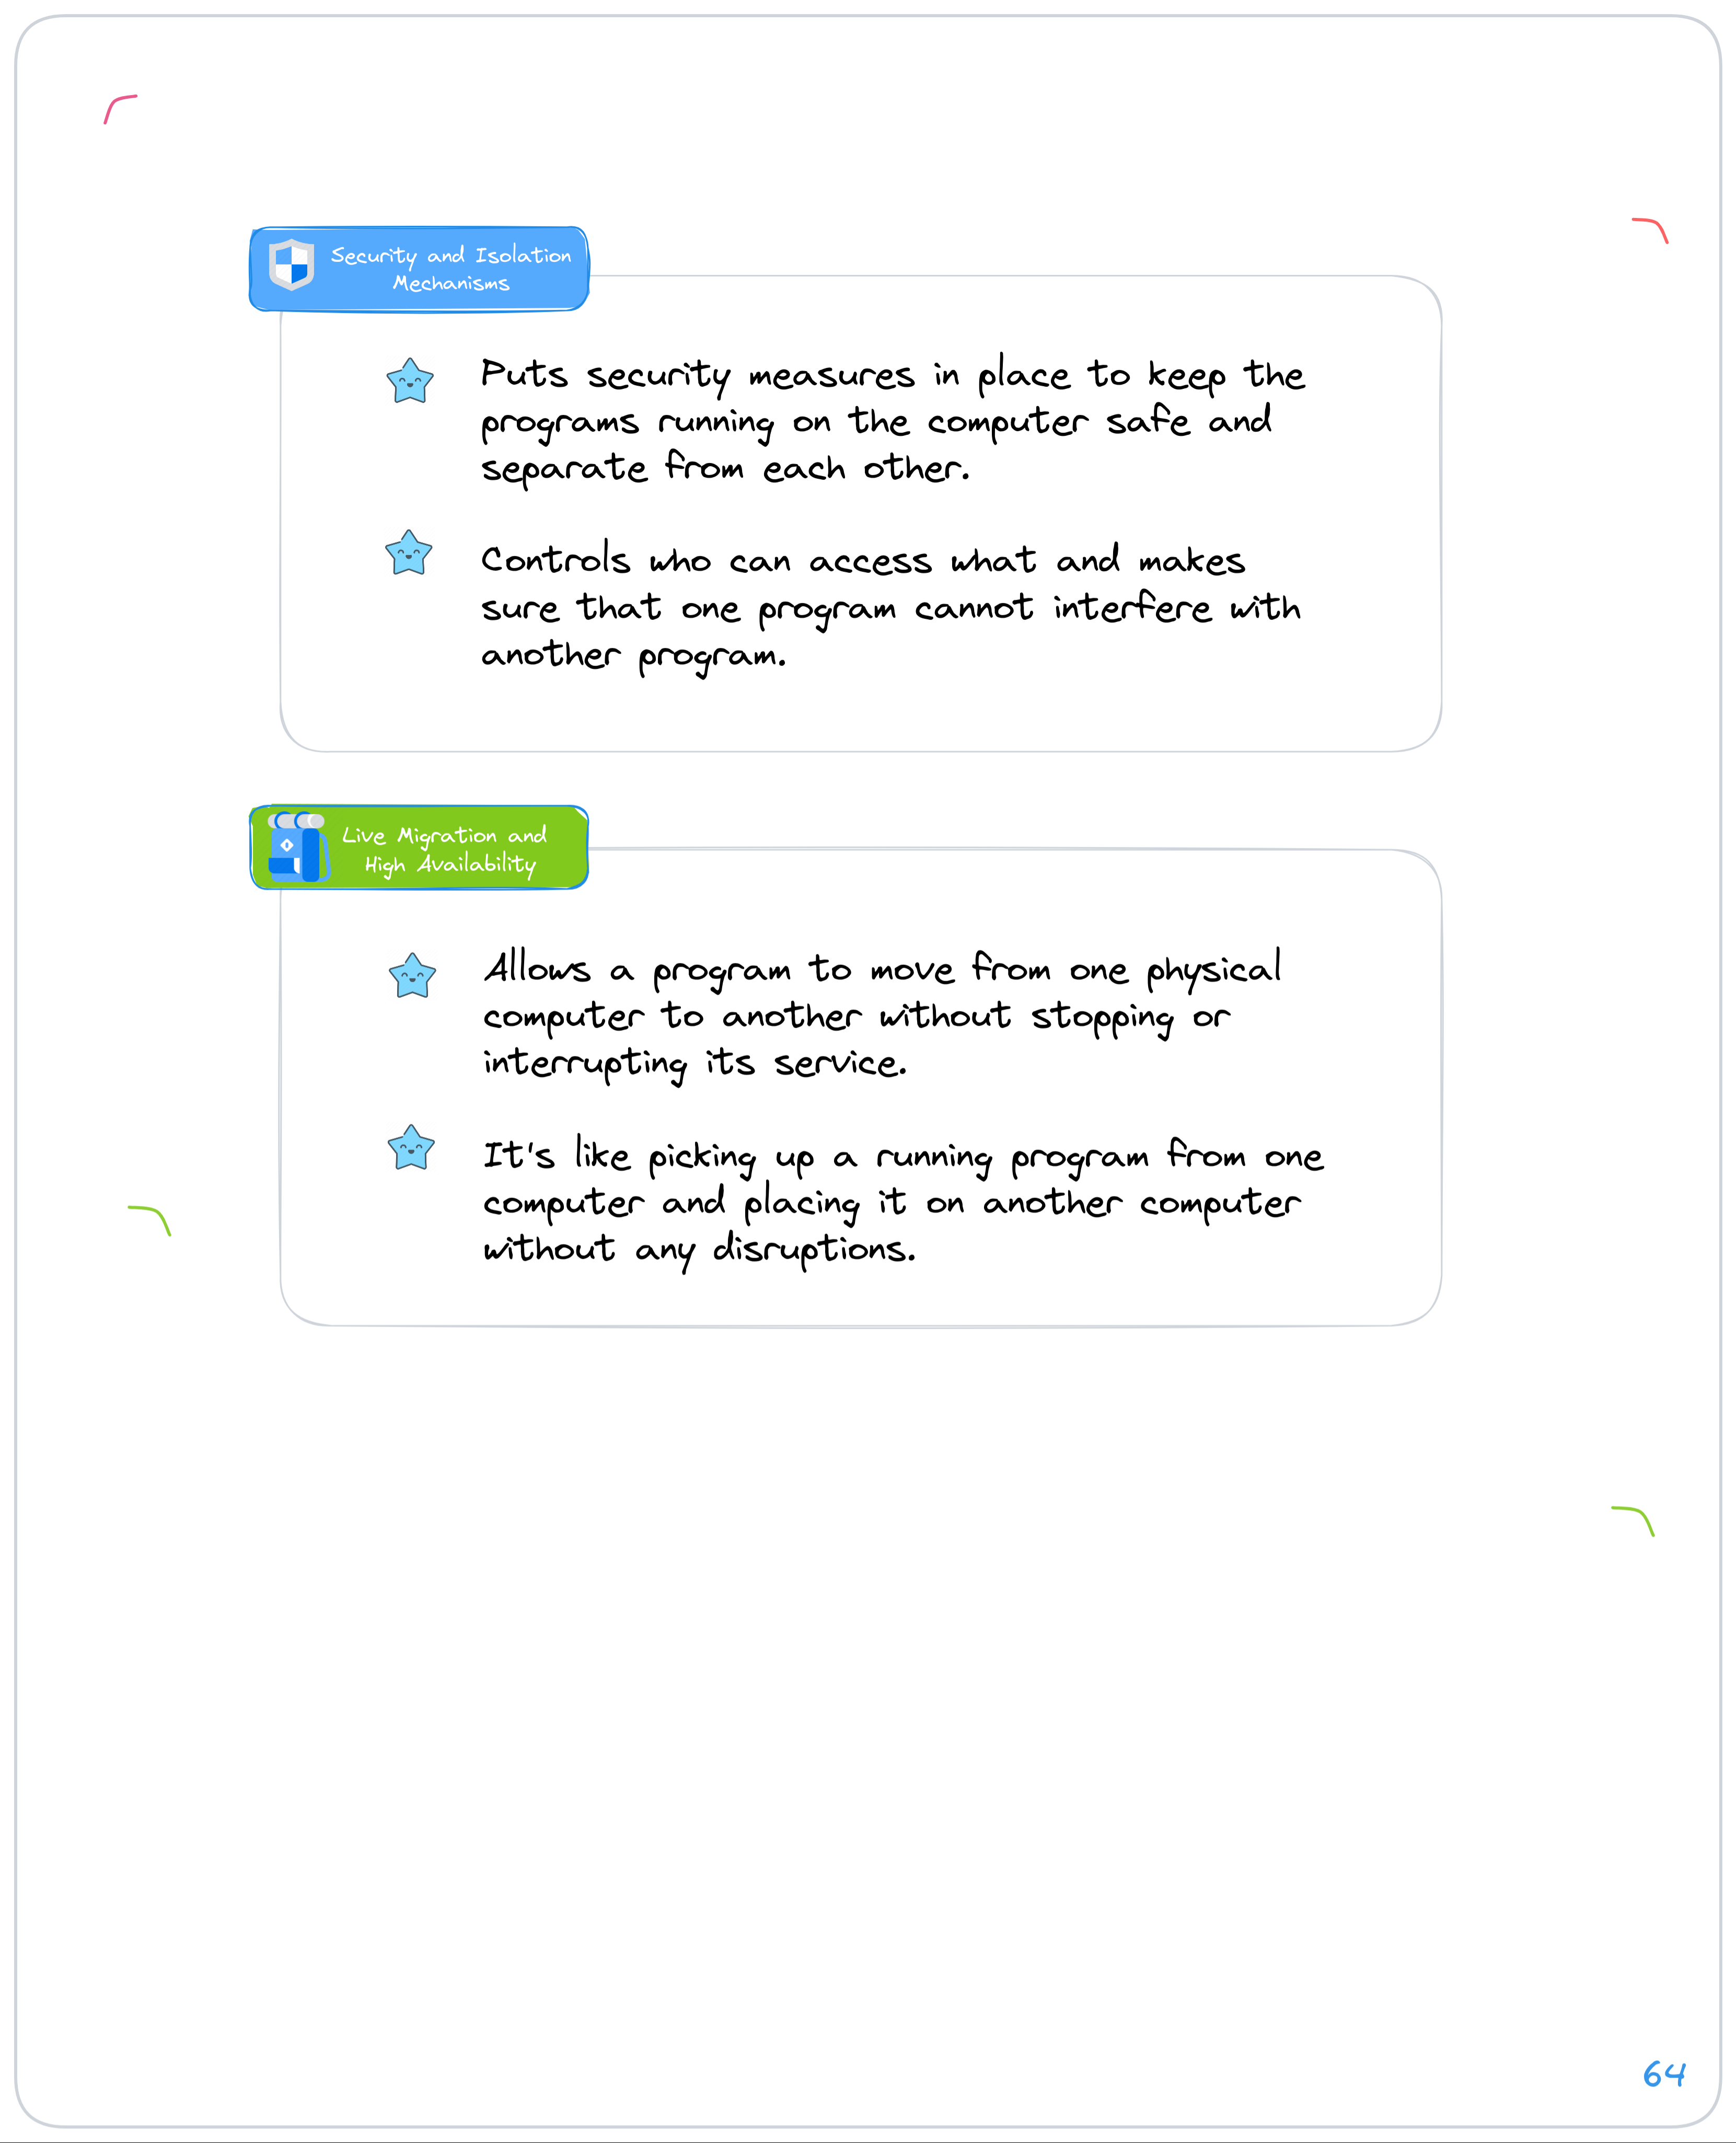 Security and Isolation
Mechanisms
Puts security measures in place to keep the
programs running on the computer safe and
separate from each other.
Controls who can access what and makes
sure that one program cannot interfere with
another program.
Live Migration and
High Availability
Allows a program to move from one physical
computer to another without stopping or
interrupting its service.
It's like picking up a running program from one
computer and placing it on another computer
without any disruptions.
64